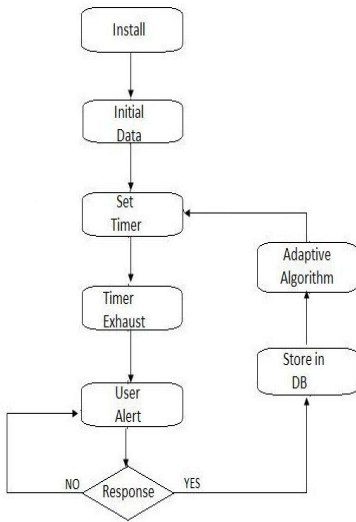 Install
Initial
Data
Set
Timer
Adaptive
Algorithm
Timer
Exhaust
Store in
DB
User
Alert
NO
Response
YES